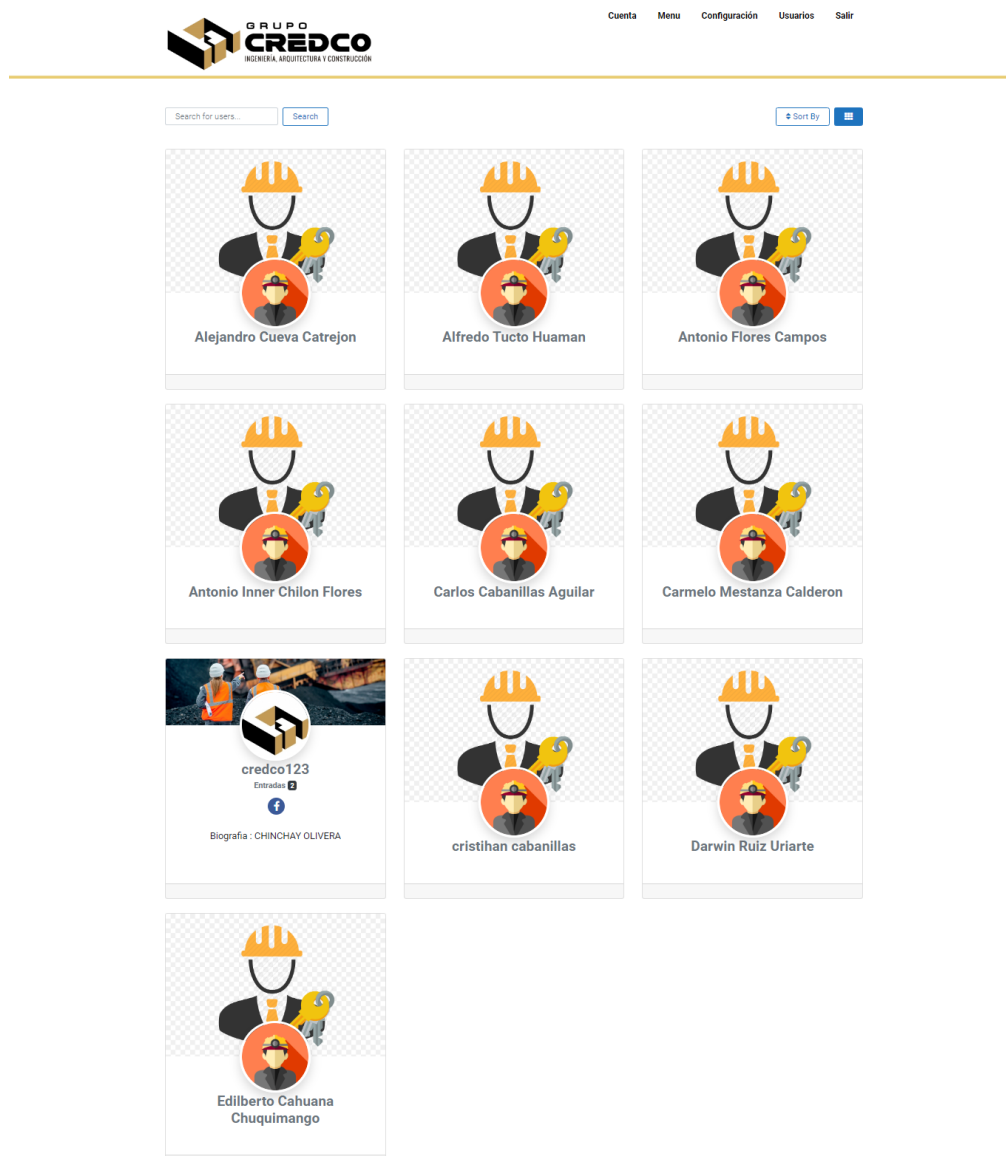 GRUPO
CREDCO
INGENIERÍA, ARQUITECTURA Y CONSTRUCCIÓN
Cuenta Menu Configuración Usuarios Salir
Search for users... Search Sort By
Alejandro Cueva Catrejon Alfredo Tucto Huaman Antonio Flores Campos
Antonio Inner Chilon Flores Carlos Cabanillas Aguilar Carmelo Mestanza Calderon
credco123
Entradas 2
f
Biografia : CHINCHAY OLIVERA
cristihan cabanillas Darwin Ruiz Uriarte
Edilberto Cahuana
Chuquimango